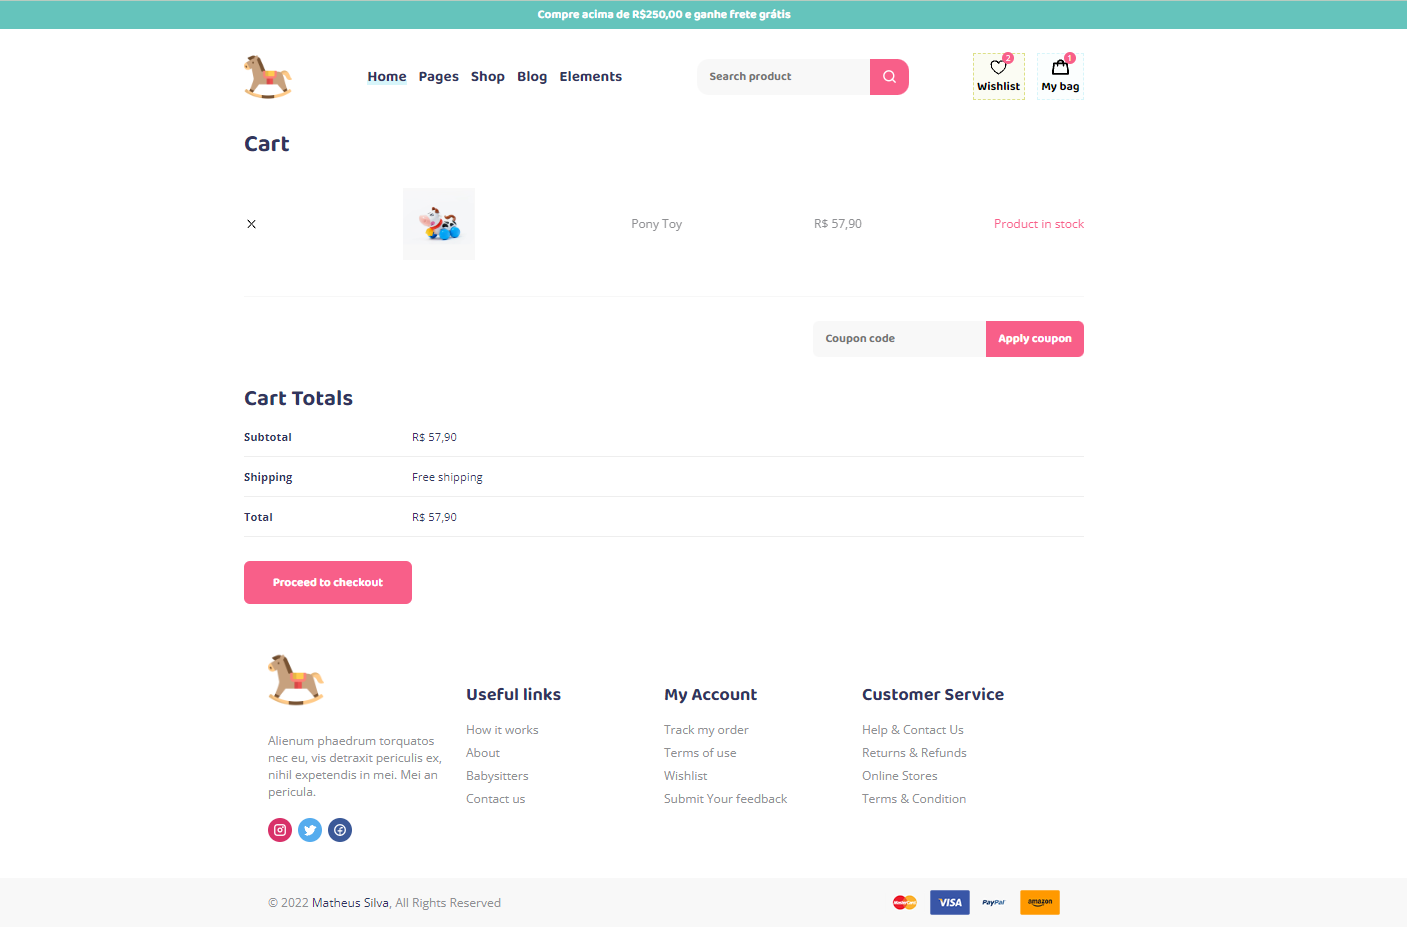 Compre acima de R$250,00 e ganhe frete grátis
Home Pages Shop Blog Elements
Search product
2
Wishlist
1
My bag
Cart
Pony Toy R$ 57,90 Product in stock
Coupon code Apply coupon
Cart Totals
Subtotal R$ 57,90
Shipping Free shipping
Total R$ 57,90
Proceed to checkout
Alienum phaedrum torquatos
nec eu, vis detraxit periculis ex,
nihil expetendis in mei. Mei an
pericula.
Useful links
How it works
About
Babysitters
Contact us
My Account
Track my order
Terms of use
Wishlist
Submit Your feedback
Customer Service
Help & Contact Us
Returns & Refunds
Online Stores
Terms & Condition
© 2022 Matheus Silva, All Rights Reserved
MasterCard VISA PayPal amazon